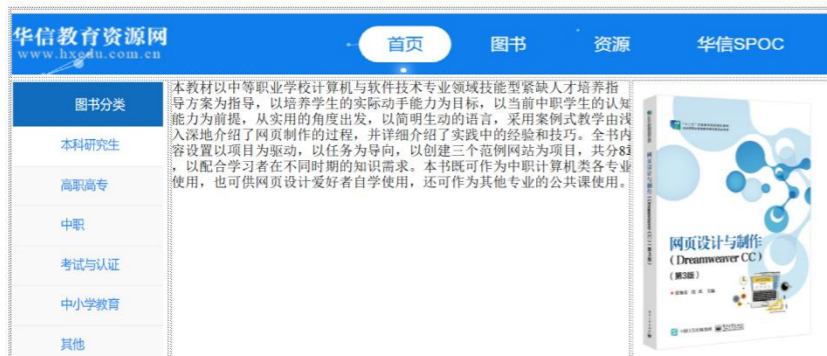 华信教育资源网
www.hxedu.com.cn
首页
图书
资源
华信SPOC
图书分类
本科研究生
高职高专
中职
考试与认证
中小学教育
其他
本教材以中等职业学校计算机与软件技术专业领域技能型紧缺人才培养指
导方案为指导，以培养学生的实际动手能力为目标，以当前中职学生的认知
能力为前提，从实用的角度出发，以简明生动的语言，采用案例式教学由浅
入深地介绍了网页制作的过程，并详细介绍了实践中的经验和技巧。全书内
容设置以项目为驱动，以任务为导向，以创建三个范例网站为项目，共分8
，以配合学习者在不同时期的知识需求。本书既可作为中职计算机类各专业
使用，也可供网页设计爱好者自学使用，还可作为其他专业的公共课使用。
网页设计与制作
（Dreamweaver CC）
（第3版）